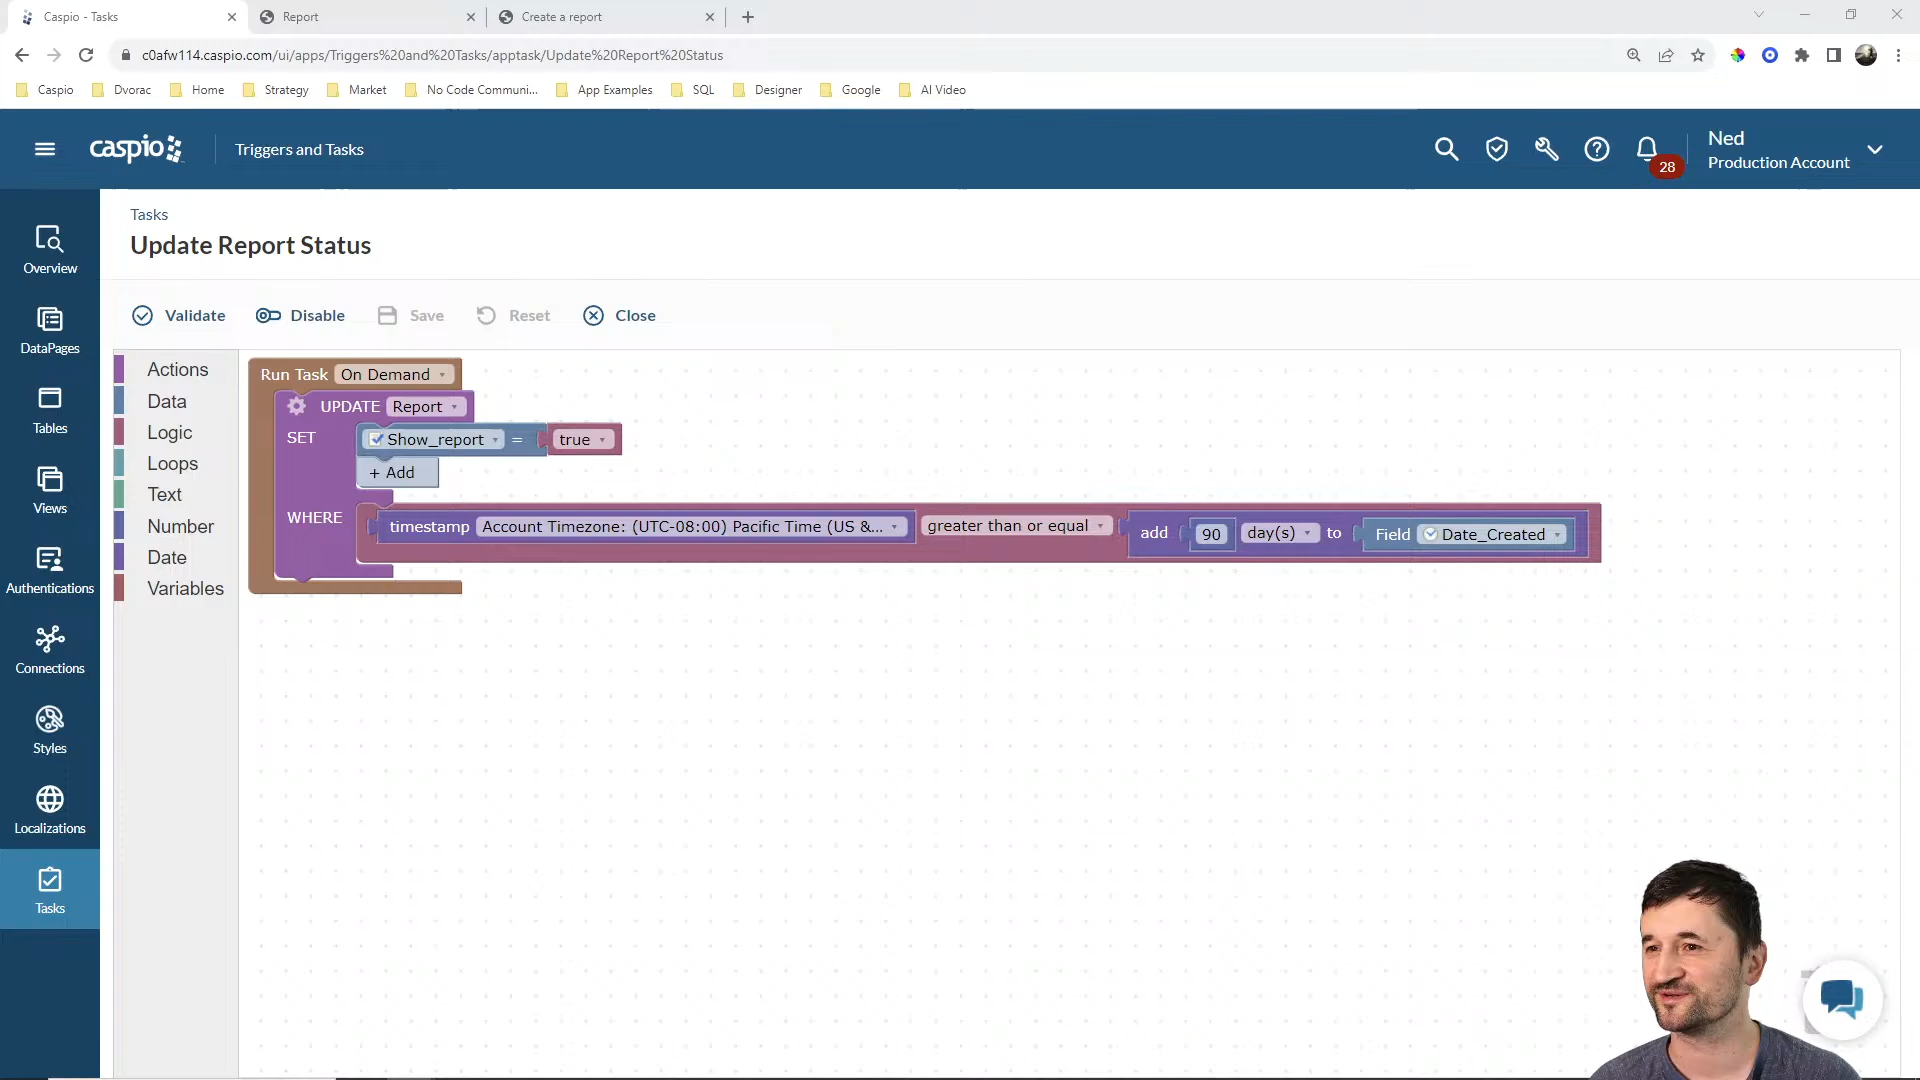 Caspio - Tasks
Report
Create a report
c0afw114.caspio.com/ui/apps/Triggers%20and%20Tasks/apptask/Update%20Report%20Status
Caspio
Dvorac
Home
Strategy
Market
No Code Communi...
App Examples
SQL
Designer
Google
AI Video
caspio
Triggers and Tasks
28
Ned
Production Account
Overview
DataPages
Tables
Views
Authentications
Connections
Styles
Localizations
Tasks
Tasks
Update Report Status
Validate
Disable
Save
Reset
Close
Actions
Data
Logic
Loops
Text
Number
Date
Variables
Run Task On Demand
UPDATE Report
SET Show_report = true
+ Add
WHERE timestamp Account Timezone: (UTC-08:00) Pacific Time (US &... greater than or equal add 90 day(s) to Field Date_Created